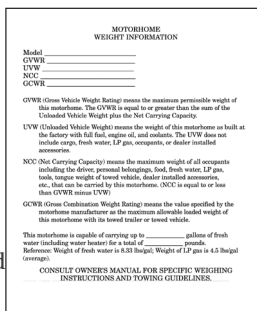 MOTORHOME
WEIGHT INFORMATION
Model
GVWR
UVW
NCC
GCWR
GVWR (Gross Vehicle Weight Rating) means the maximum permissible weight of
this motorhome. The GVWR is equal to or greater than the sum of the
Unloaded Vehicle Weight plus the Net Carrying Capacity.
UVW (Unloaded Vehicle Weight) means the weight of this motorhome as built at
the factory with full fuel, engine oil, and coolants. The UVW does not
include cargo, fresh water, LP gas, occupants, or dealer installed
accessories.
NCC (Net Carrying Capacity) means the maximum weight of all occupants
including the driver, personal belongings, food, fresh water, LP gas,
tools, tongue weight of towed vehicle, dealer installed accessories,
etc., that can be carried by this motorhome. (NCC is equal to or less
than GVWR minus UVW)
GCWR (Gross Combination Weight Rating) means the value specified by the
motorhome manufacturer as the maximum allowable loaded weight of
this motorhome with its towed trailer or towed vehicle.
This motorhome is capable of carrying up to __________ gallons of fresh
water (including water heater) for a total of __________ pounds.
Reference: Weight of fresh water is 8.33 lbs/gal; Weight of LP gas is 4.5 lbs/gal
(average).
CONSULT OWNER'S MANUAL FOR SPECIFIC WEIGHING
INSTRUCTIONS AND TOWING GUIDELINES.